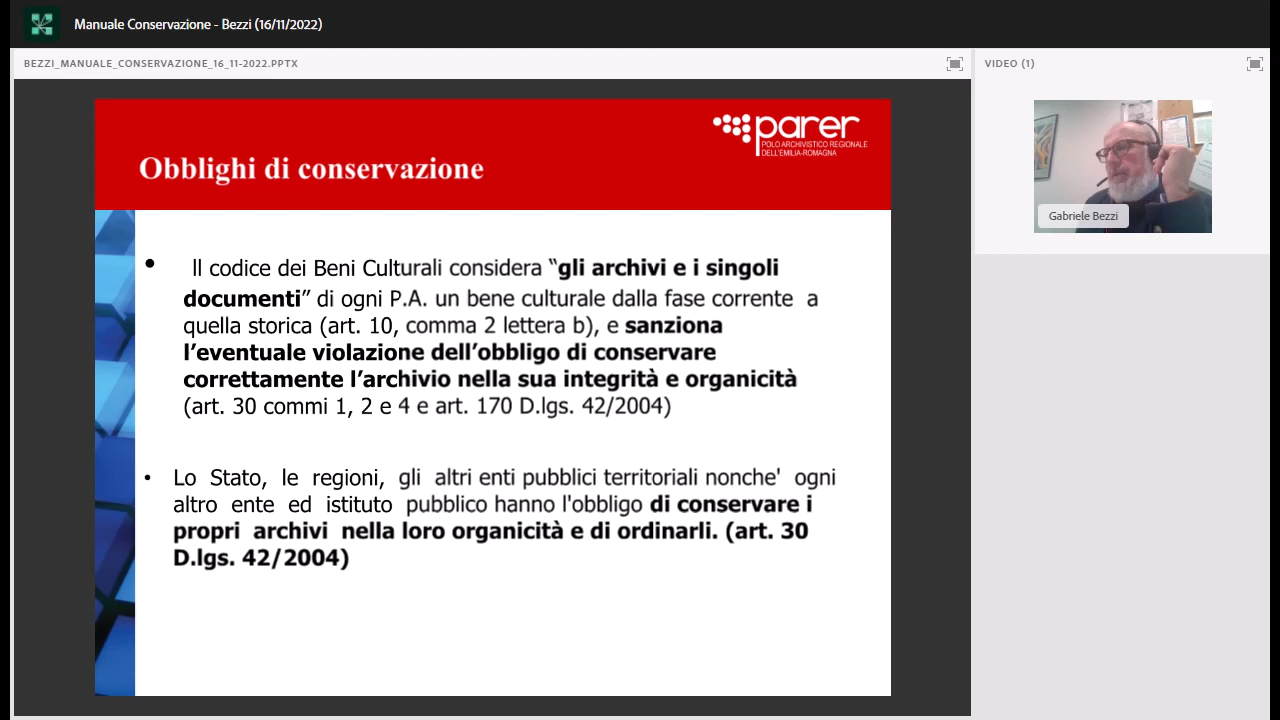 Manuale Conservazione - Bezzi (16/11/2022)
BEZZI_MANUALE_CONSERVAZIONE_16_11-2022.PPTX
VIDEO (1)
parer
POLO ARCHIVISTICO REGIONALE
DELL'EMILIA-ROMAGNA
Obblighi di conservazione
• Il codice dei Beni Culturali considera “gli archivi e i singoli
documenti” di ogni P.A. un bene culturale dalla fase corrente a
quella storica (art. 10, comma 2 lettera b), e sanziona
l’eventuale violazione dell’obbligo di conservare
correttamente l’archivio nella sua integrità e organicità
(art. 30 commi 1, 2 e 4 e art. 170 D.lgs. 42/2004)
• Lo Stato, le regioni, gli altri enti pubblici territoriali nonche' ogni
altro ente ed istituto pubblico hanno l'obbligo di conservare i
propri archivi nella loro organicità e di ordinarli. (art. 30
D.lgs. 42/2004)
Gabriele Bezzi